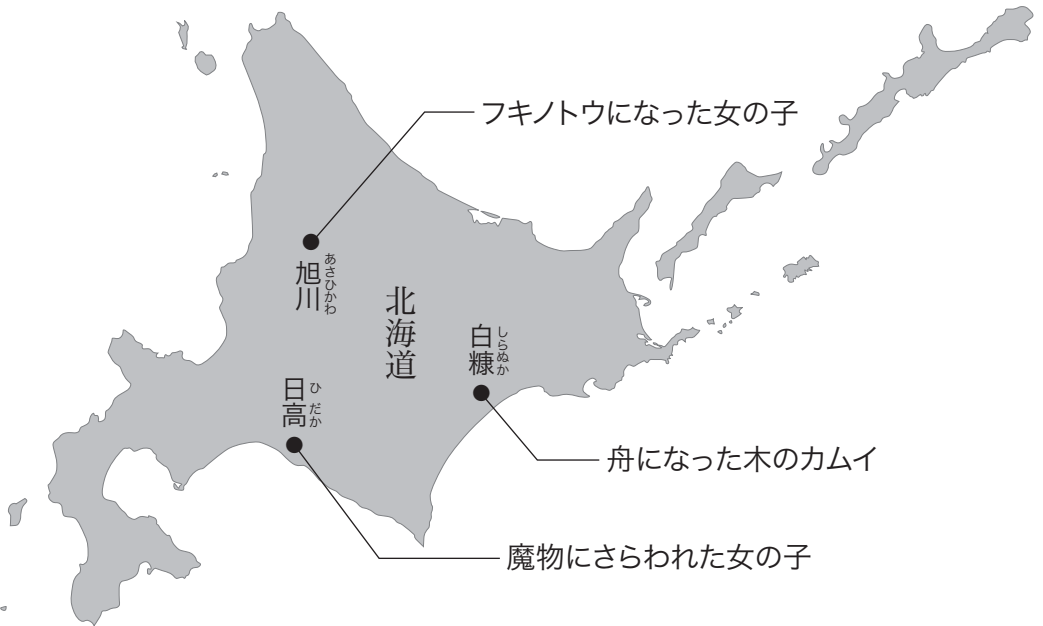 フキノトウになった女の子
旭川
あさひかわ
北海道
白糠
しらぬか
日高
ひだか
舟になった木のカムイ
魔物にさらわれた女の子